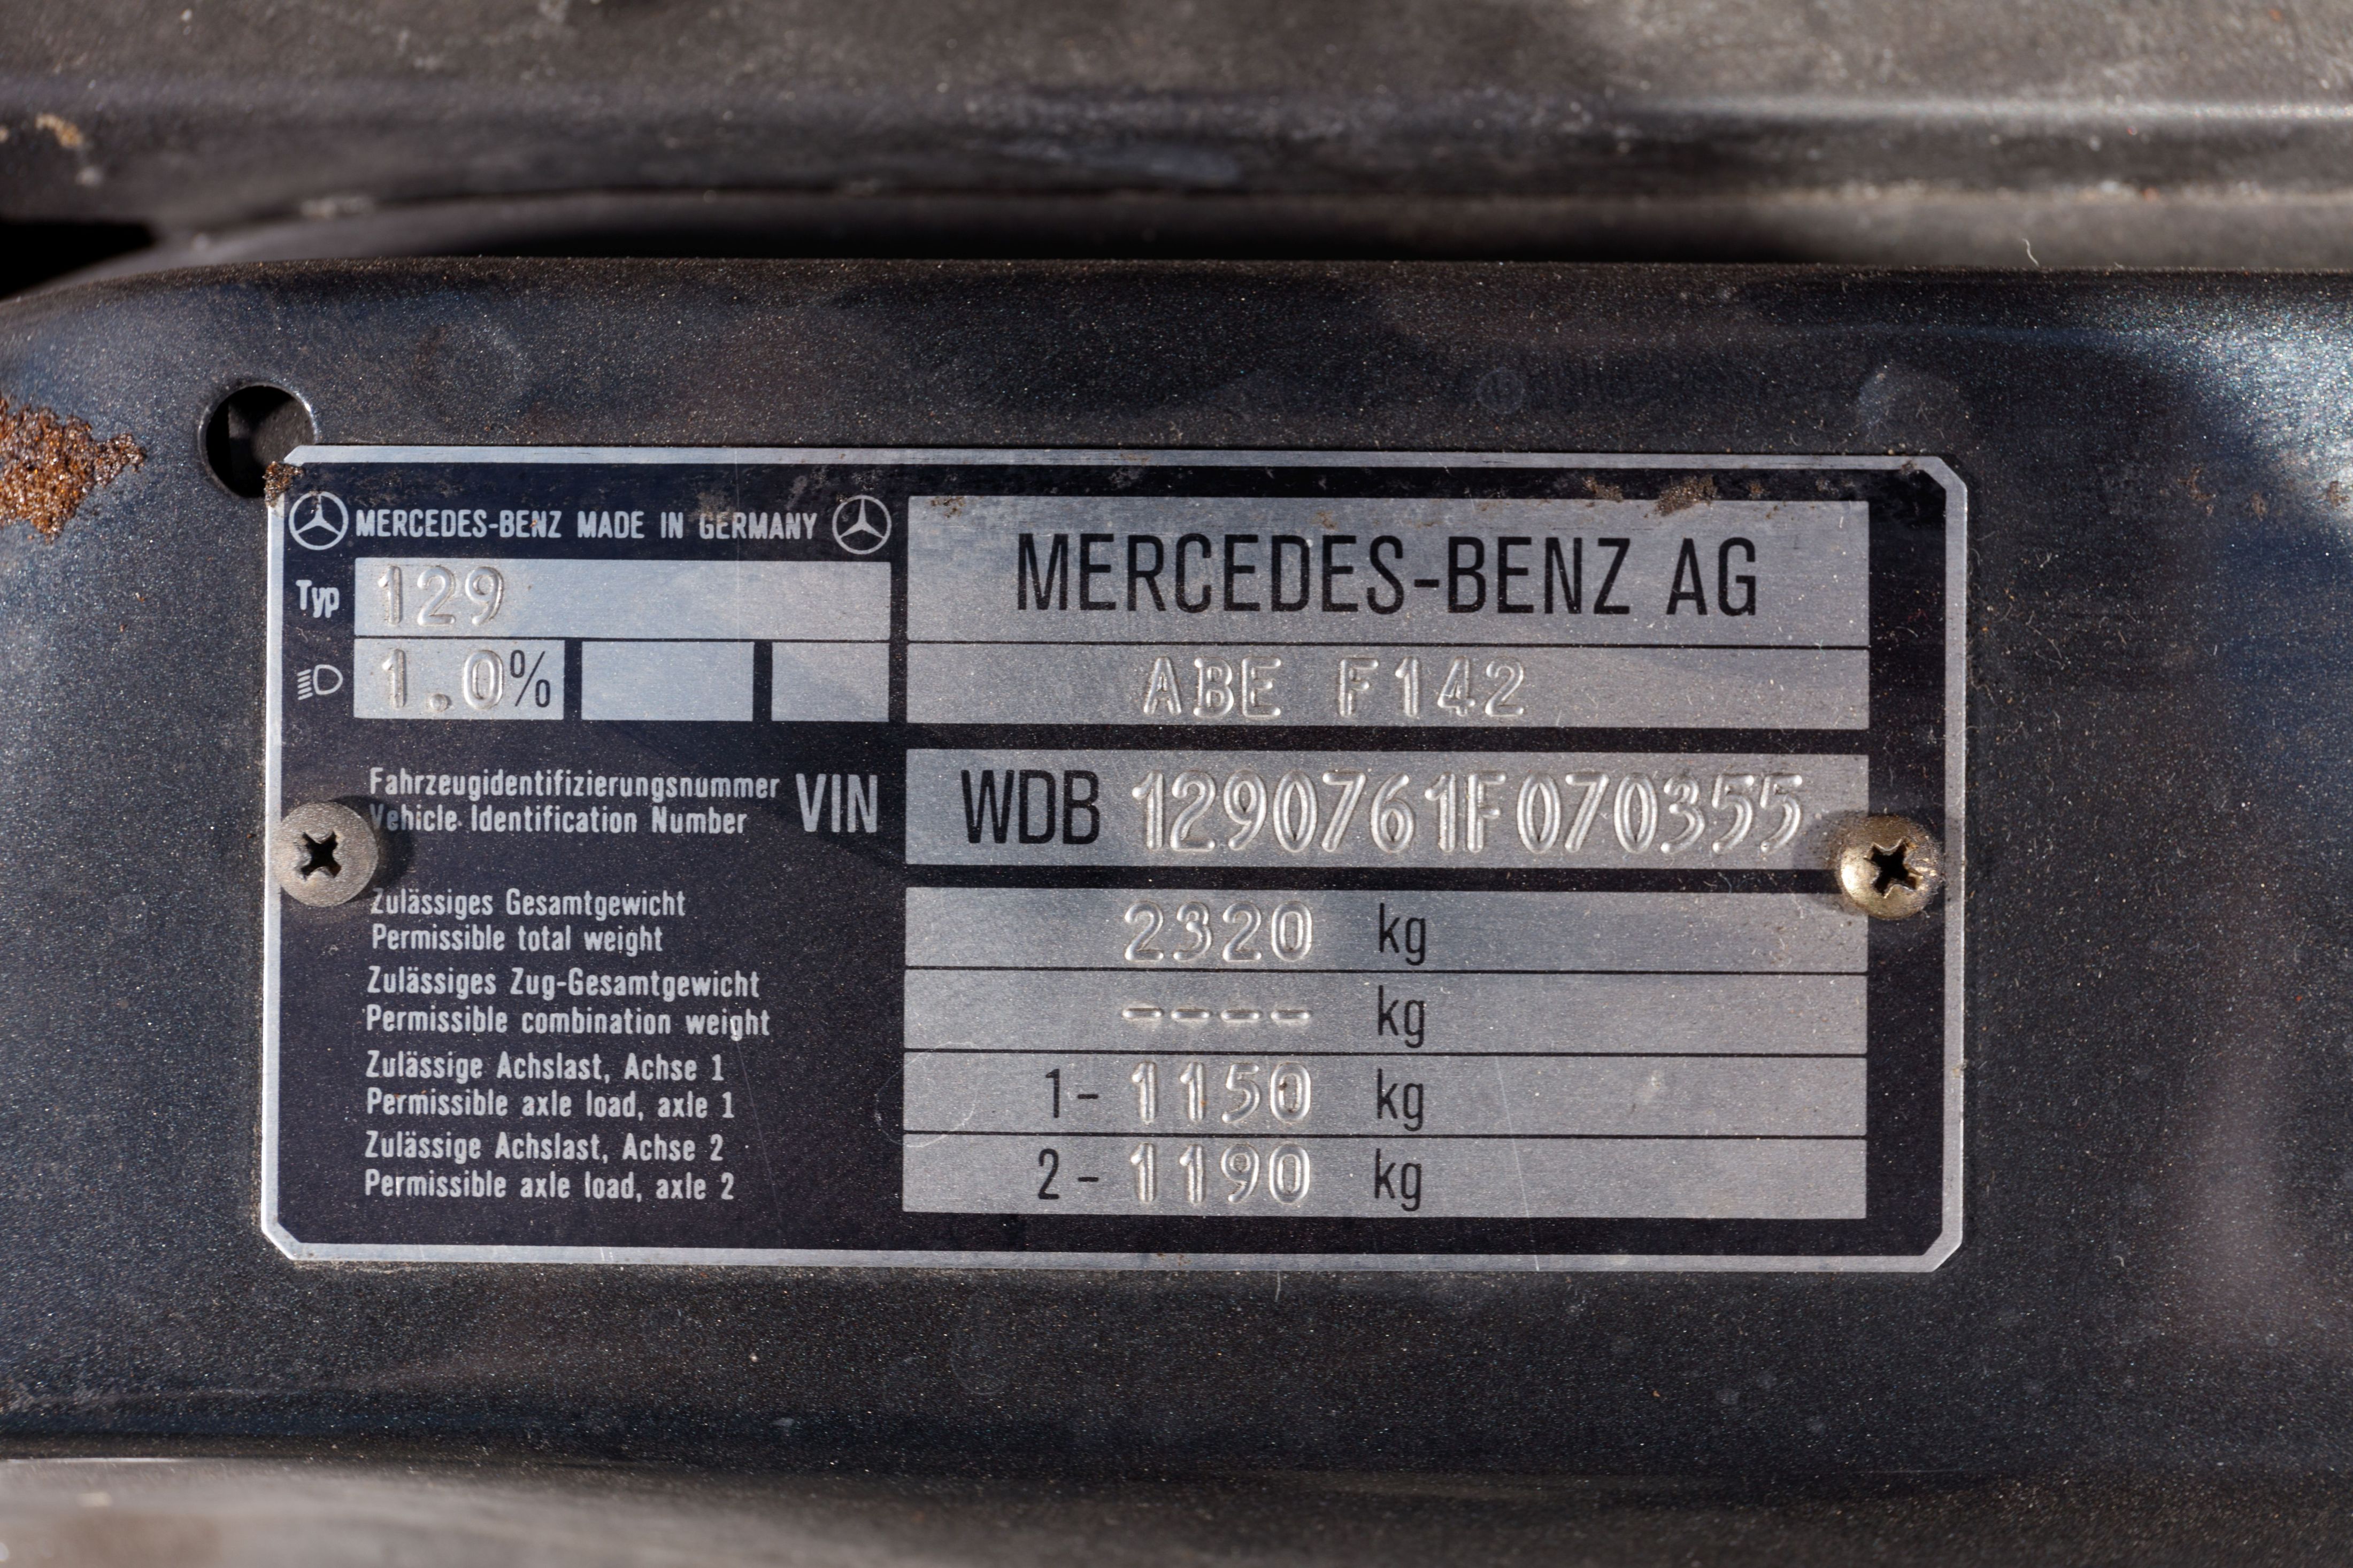 MERCEDES-BENZ MADE IN GERMANY
MERCEDES-BENZ AG
Typ 129
1.0%
ABE F142
Fahrzeugidentifizierungsnummer
Vehicle Identification Number
VIN WDB 1290761F070355
Zulässiges Gesamtgewicht
Permissible total weight
2320 kg
Zulässiges Zug-Gesamtgewicht
Permissible combination weight
---- kg
Zulässige Achslast, Achse 1
Permissible axle load, axle 1
1- 1150 kg
Zulässige Achslast, Achse 2
Permissible axle load, axle 2
2- 1190 kg